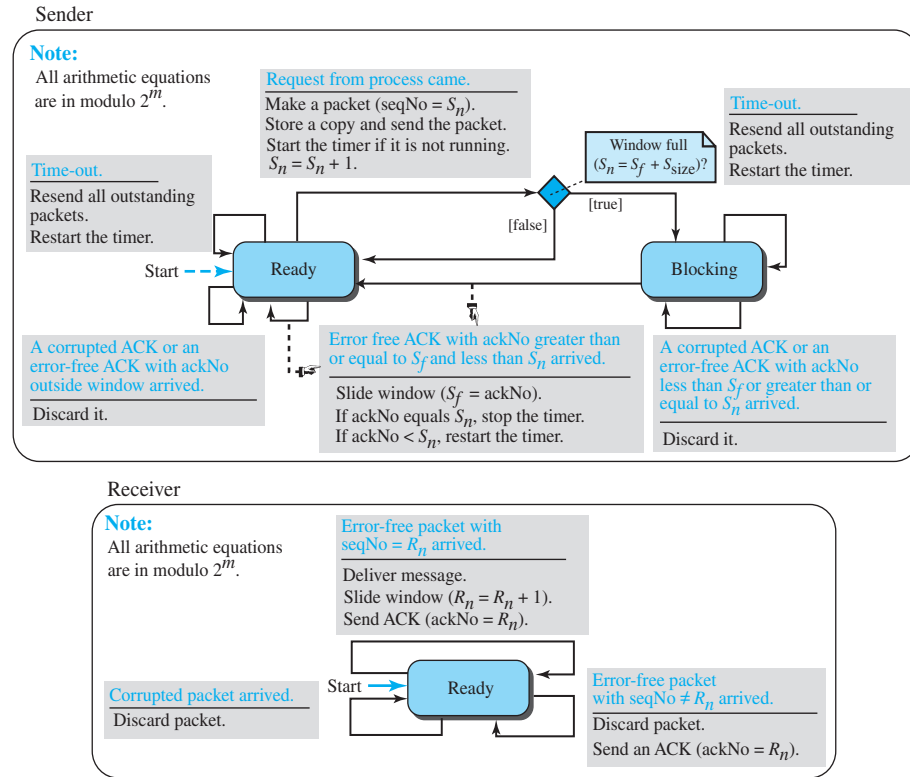 Sender
Note:
All arithmetic equations
are in modulo 2^m.
Request from process came.
Make a packet (seqNo = S_n).
Store a copy and send the packet.
Start the timer if it is not running.
S_n = S_n + 1.
Window full
(S_n = S_f + S_size)?
Time-out.
Resend all outstanding
packets.
Restart the timer.
Time-out.
Resend all outstanding
packets.
Restart the timer.
[false]
[true]
Start
Ready
Blocking
A corrupted ACK or an
error-free ACK with ackNo
outside window arrived.
Discard it.
Error free ACK with ackNo greater than
or equal to S_f and less than S_n arrived.
Slide window (S_f = ackNo).
If ackNo equals S_n, stop the timer.
If ackNo < S_n, restart the timer.
A corrupted ACK or an
error-free ACK with ackNo
less than S_f or greater than or
equal to S_n arrived.
Discard it.
Receiver
Note:
All arithmetic equations
are in modulo 2^m.
Error-free packet with
seqNo = R_n arrived.
Deliver message.
Slide window (R_n = R_n + 1).
Send ACK (ackNo = R_n).
Corrupted packet arrived.
Discard packet.
Start
Ready
Error-free packet
with seqNo ≠ R_n arrived.
Discard packet.
Send an ACK (ackNo = R_n).